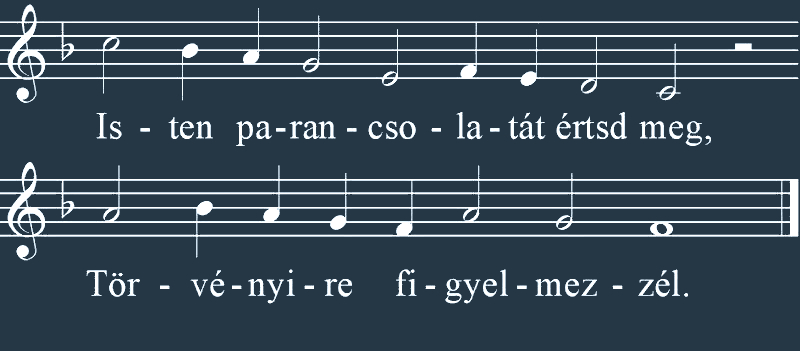 Is - ten pa-ran - cso - la - tát értsd meg,
Tör - vé-nyi-re fi-gyel-mez - zél.